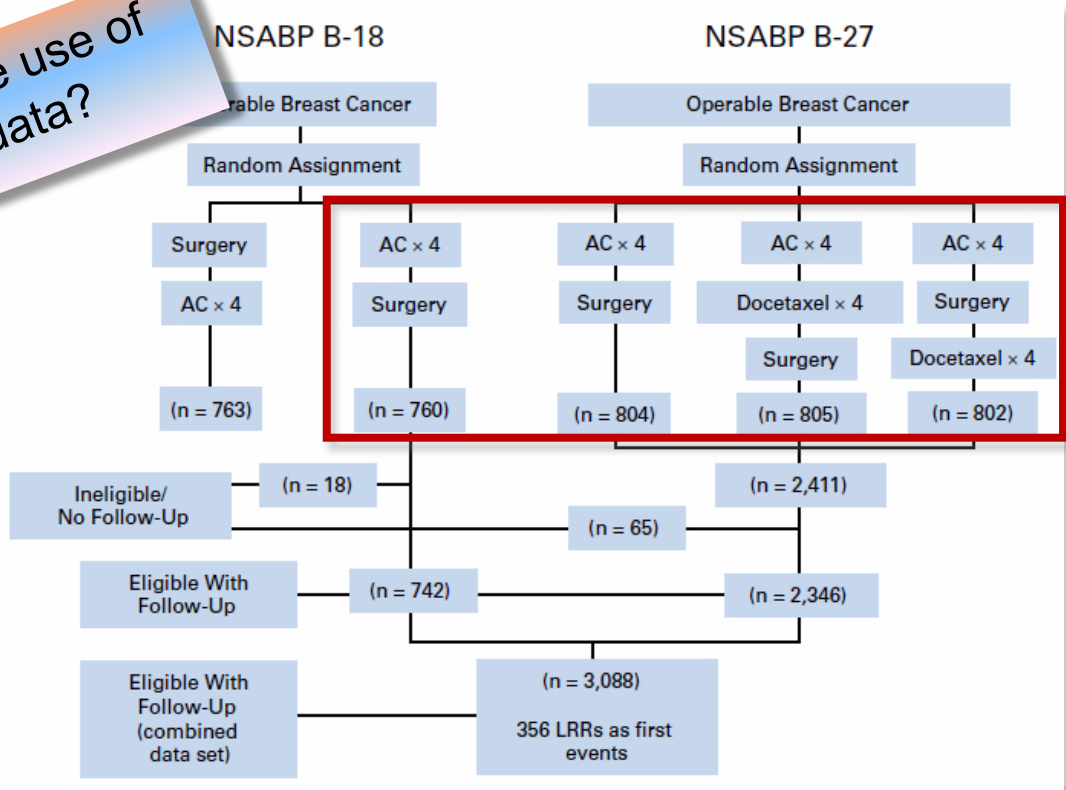 use of
data?
NSABP B-18
NSABP B-27
rable Breast Cancer
Operable Breast Cancer
Random Assignment
Random Assignment
Surgery
AC × 4
AC × 4
AC × 4
AC × 4
AC × 4
Surgery
Surgery
Docetaxel × 4
Surgery
Surgery
Docetaxel × 4
(n = 763)
(n = 760)
(n = 804)
(n = 805)
(n = 802)
Ineligible/
No Follow-Up
(n = 18)
(n = 2,411)
(n = 65)
Eligible With
Follow-Up
(n = 742)
(n = 2,346)
Eligible With
Follow-Up
(combined
data set)
(n = 3,088)
356 LRRs as first
events